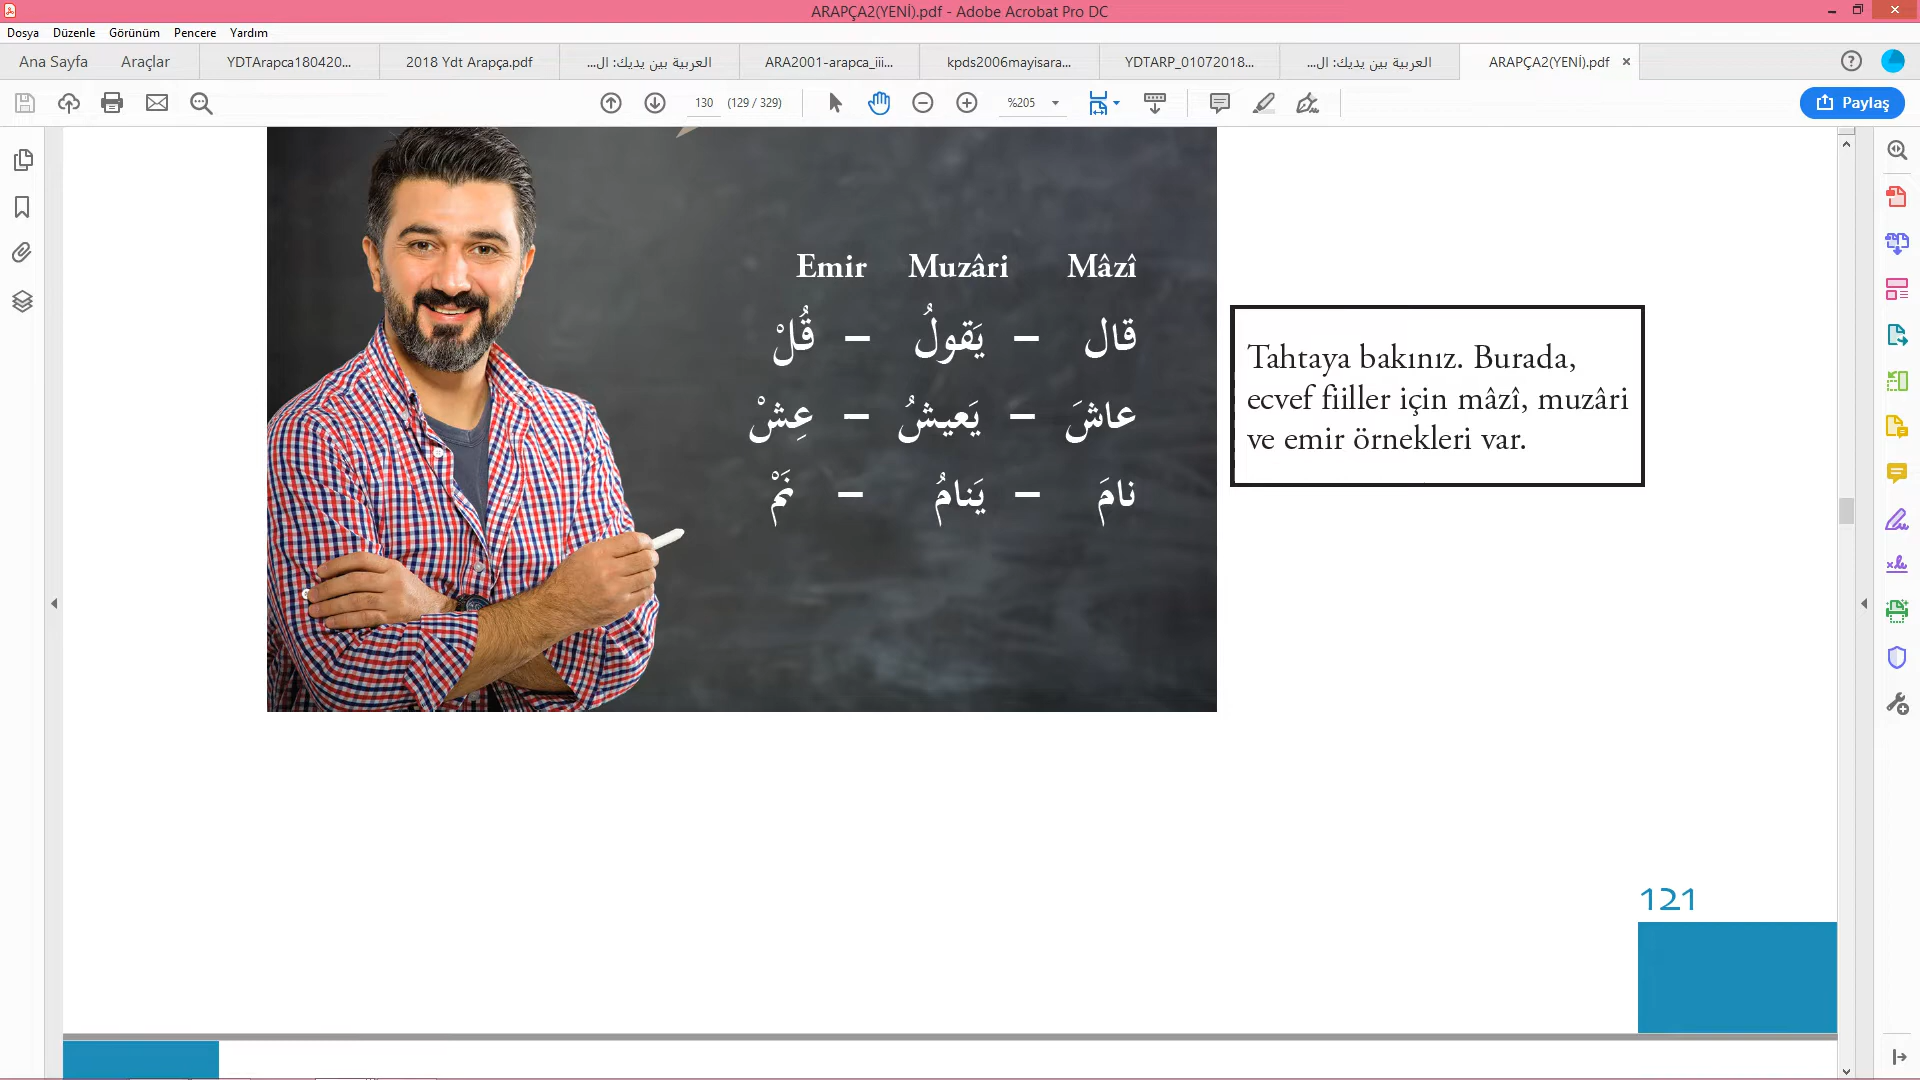 ARAPÇA2(YENİ).pdf - Adobe Acrobat Pro DC
Dosya Düzenle Görünüm Pencere Yardım
Ana Sayfa Araçlar YDTArapca180420... 2018 Ydt Arapça.pdf العربية بين يديك: ال... ARA2001-arapca_iii... kpds2006mayisara... YDTARP_01072018... العربية بين يديك: ال... ARAPÇA2(YENİ).pdf
130 (129 / 329) %205 Paylaş
Emir Muzâri Mâzî
قال – يَقولُ – قُلْ
عاشَ – يَعيشُ – عِشْ
نامَ – يَنامُ – نَمْ
Tahtaya bakınız. Burada,
ecvef fiiller için mâzî, muzâri
ve emir örnekleri var.
121